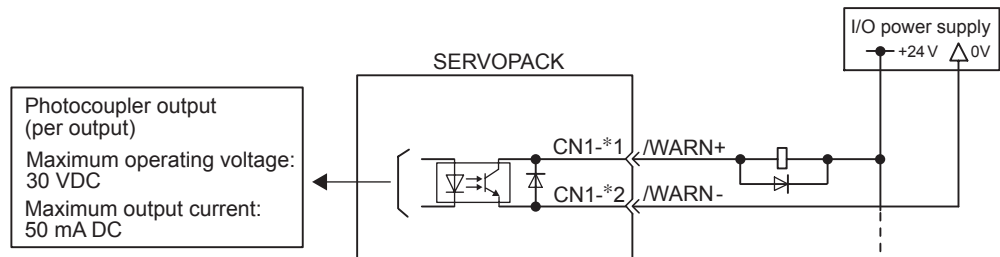 I/O power supply
+24 V
0V
SERVOPACK
Photocoupler output
(per output)
Maximum operating voltage:
30 VDC
Maximum output current:
50 mA DC
CN1-*1
/WARN+
CN1-*2
/WARN-